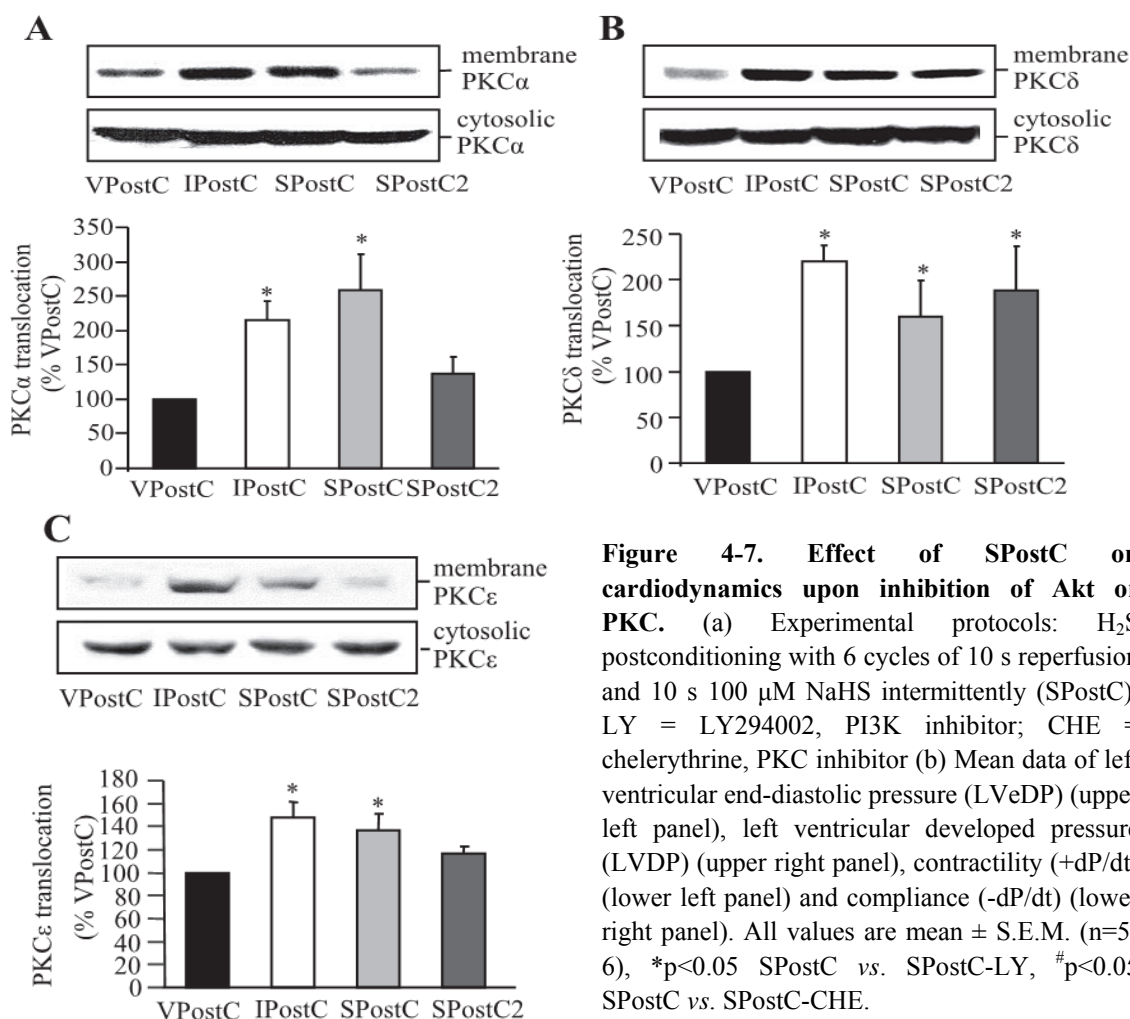 A
membrane
PKCα
cytosolic
PKCα
VPostC IPostC SPostC SPostC2
PKCα translocation
(% VPostC)
350
300
250
200
150
100
50
0
* *
VPostC IPostC SPostC SPostC2
B
membrane
PKCδ
cytosolic
PKCδ
VPostC IPostC SPostC SPostC2
PKCδ translocation
(% VPostC)
250
200
150
100
50
0
* * *
VPostC IPostC SPostC SPostC2
C
membrane
PKCε
cytosolic
PKCε
VPostC IPostC SPostC SPostC2
PKCε translocation
(% VPostC)
180
160
140
120
100
80
60
40
20
0
* *
VPostC IPostC SPostC SPostC2
Figure 4-7. Effect of SPostC on
cardiodynamics upon inhibition of Akt or
PKC. (a) Experimental protocols: H₂S
postconditioning with 6 cycles of 10 s reperfusion
and 10 s 100 μM NaHS intermittently (SPostC)
LY = LY294002, PI3K inhibitor; CHE =
chelerythrine, PKC inhibitor (b) Mean data of left
ventricular end-diastolic pressure (LVeDP) (upper
left panel), left ventricular developed pressure
(LVDP) (upper right panel), contractility (+dP/dt)
(lower left panel) and compliance (-dP/dt) (lower
right panel). All values are mean ± S.E.M. (n=5-
6), *p<0.05 SPostC vs. SPostC-LY, #p<0.05
SPostC vs. SPostC-CHE.